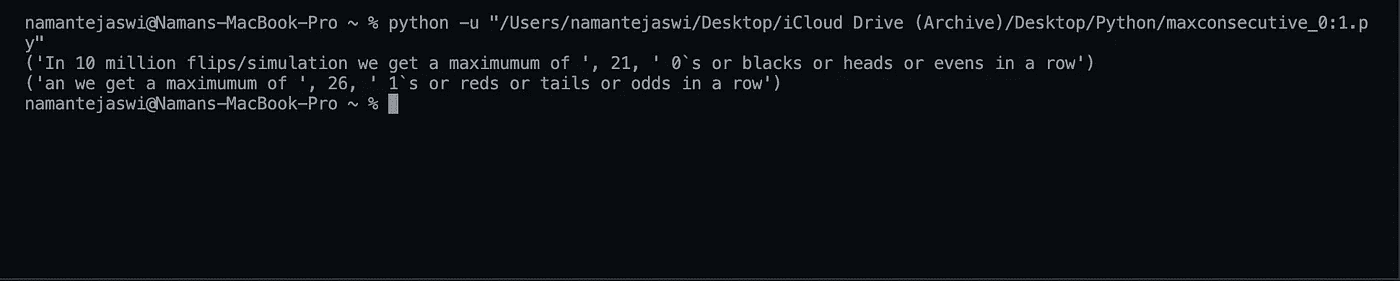 namantejaswi@Namans-MacBook-Pro ~ % python -u "/Users/namantejaswi/Desktop/iCloud Drive (Archive)/Desktop/Python/maxconsecutive_0:1.p
y"
('In 10 million flips/simulation we get a maximumum of ', 21, ' 0`s or blacks or heads or evens in a row')
('an we get a maximumum of ', 26, ' 1`s or reds or tails or odds in a row')
namantejaswi@Namans-MacBook-Pro ~ %